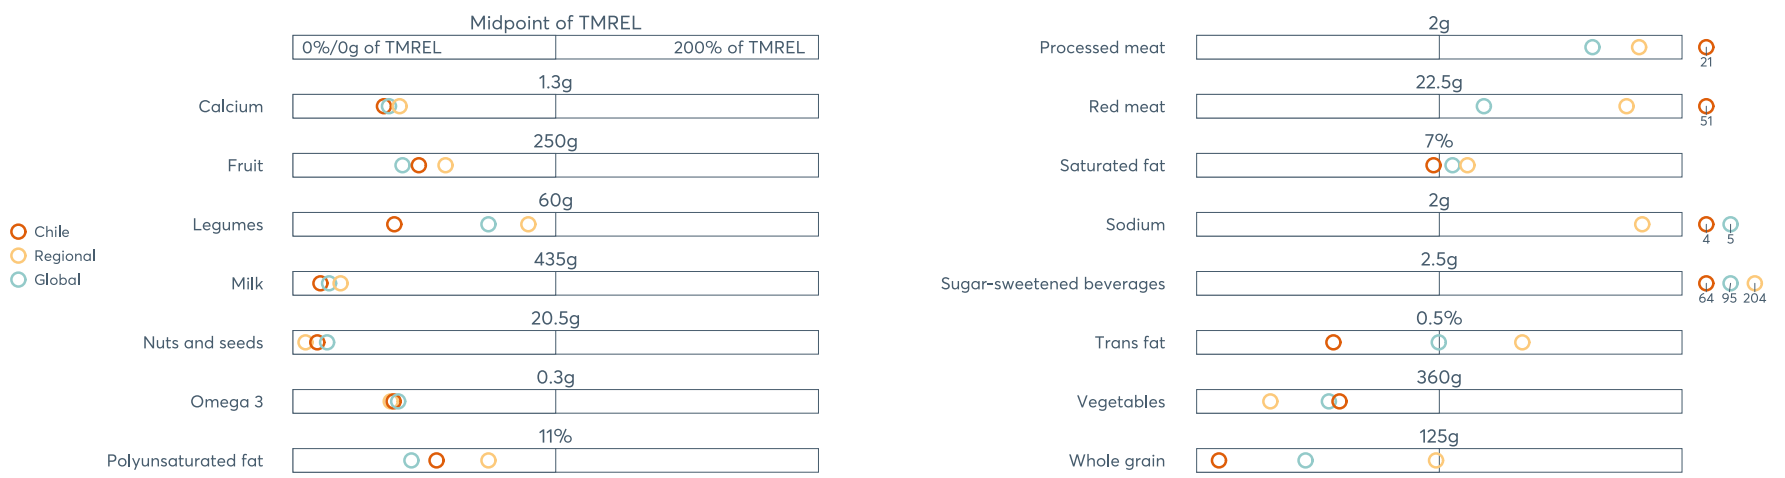 Midpoint of TMREL
0%/0g of TMREL 200% of TMREL
1.3g
Calcium
250g
Fruit
60g
Legumes
Chile
Regional
Global
435g
Milk
20.5g
Nuts and seeds
0.3g
Omega 3
11%
Polyunsaturated fat
2g
Processed meat
21
22.5g
Red meat
51
7%
Saturated fat
2g
Sodium
4 5
2.5g
Sugar-sweetened beverages
64 95 204
0.5%
Trans fat
360g
Vegetables
125g
Whole grain